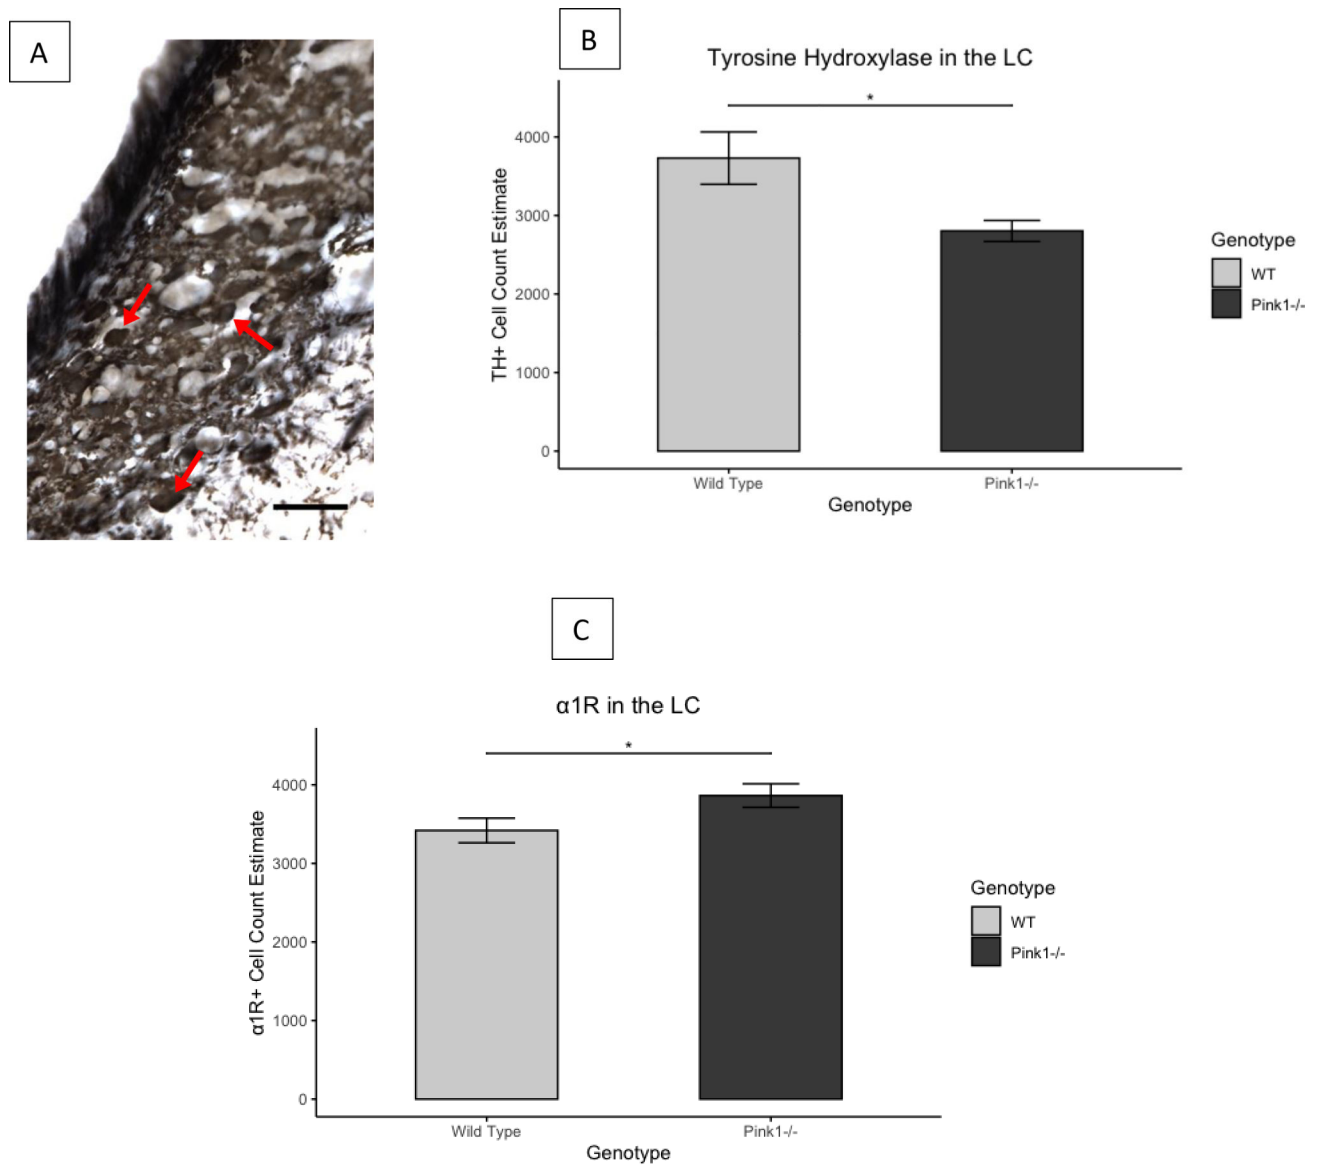 A
B
Tyrosine Hydroxylase in the LC
*
4000
3000
2000
1000
0
TH+ Cell Count Estimate
Wild Type
Pink1-/-
Genotype
Genotype
WT
Pink1-/-
C
α1R in the LC
*
4000
3000
2000
1000
0
α1R+ Cell Count Estimate
Wild Type
Pink1-/-
Genotype
Genotype
WT
Pink1-/-